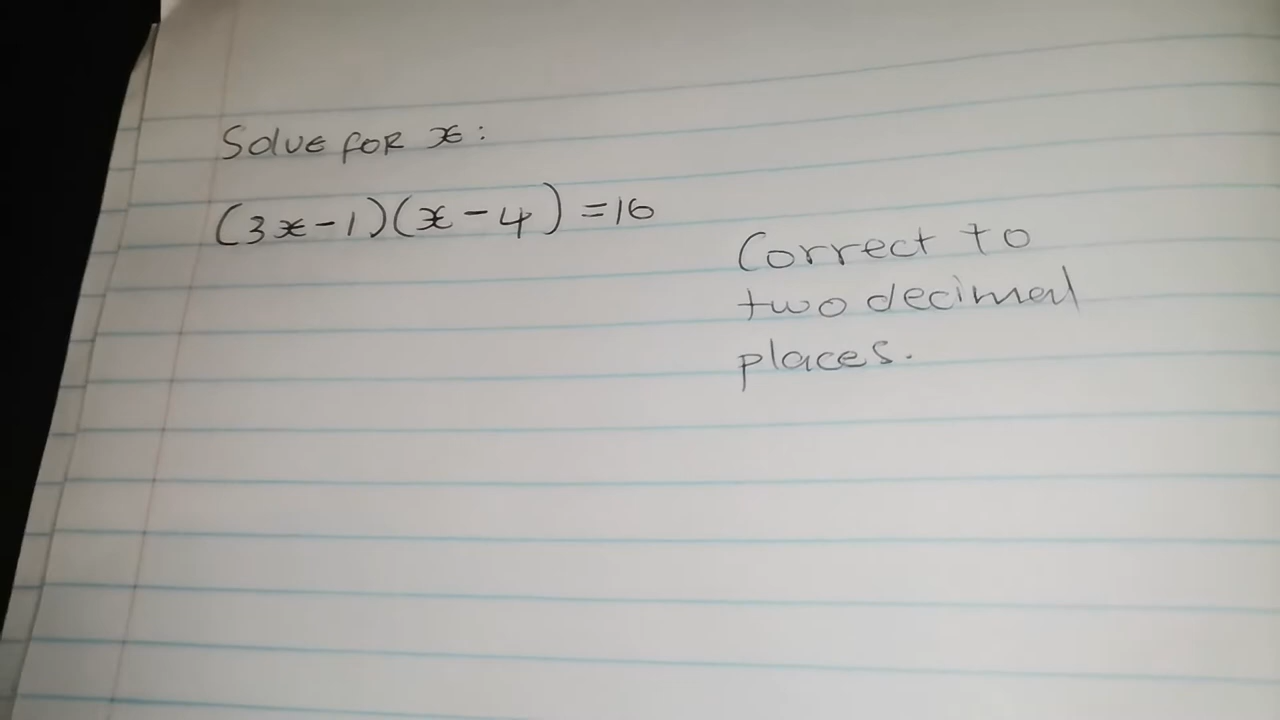 Solve for x:
(3x-1)(x-4) = 16
Correct to
two decimal
places.